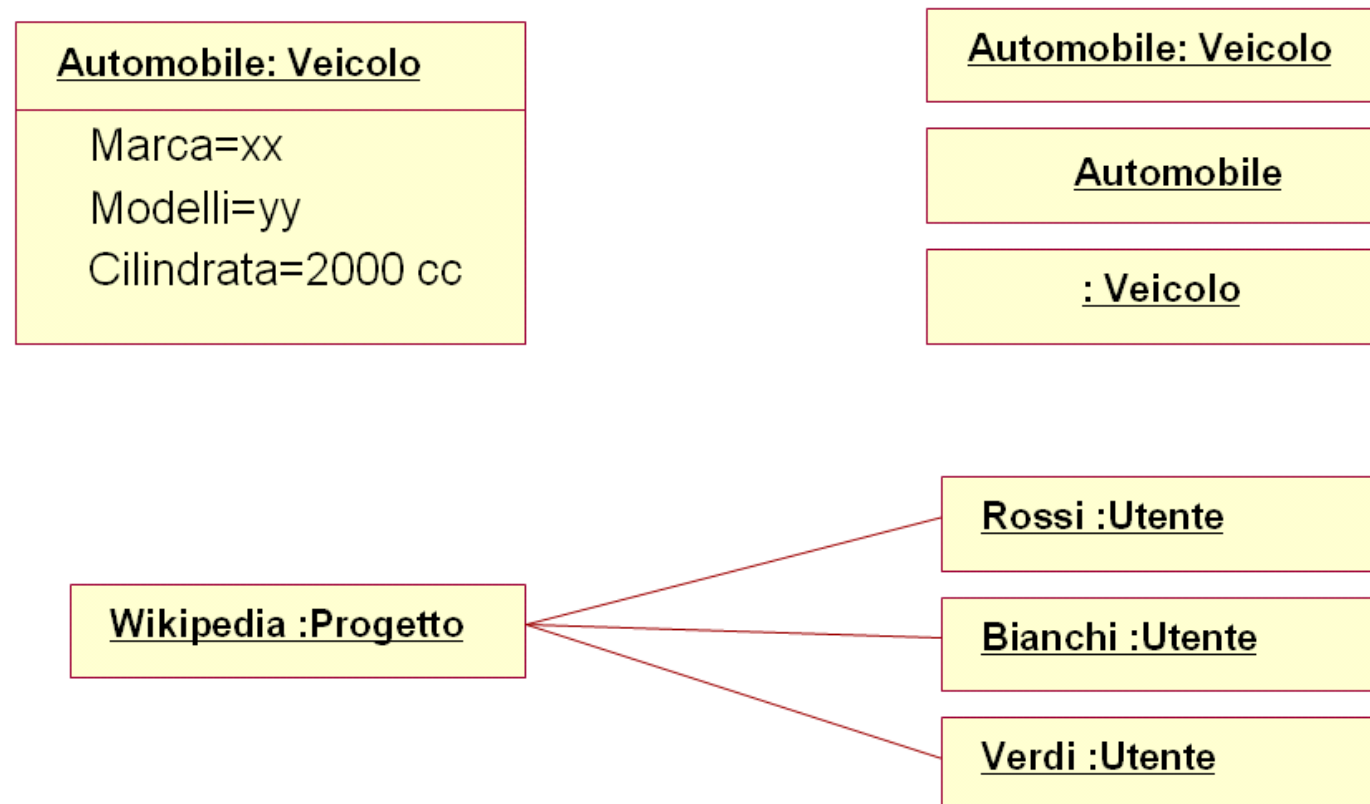 Automobile: Veicolo
Marca=xx
Modelli=yy
Cilindrata=2000 cc
Automobile: Veicolo
Automobile
: Veicolo
Wikipedia :Progetto
Rossi :Utente
Bianchi :Utente
Verdi :Utente